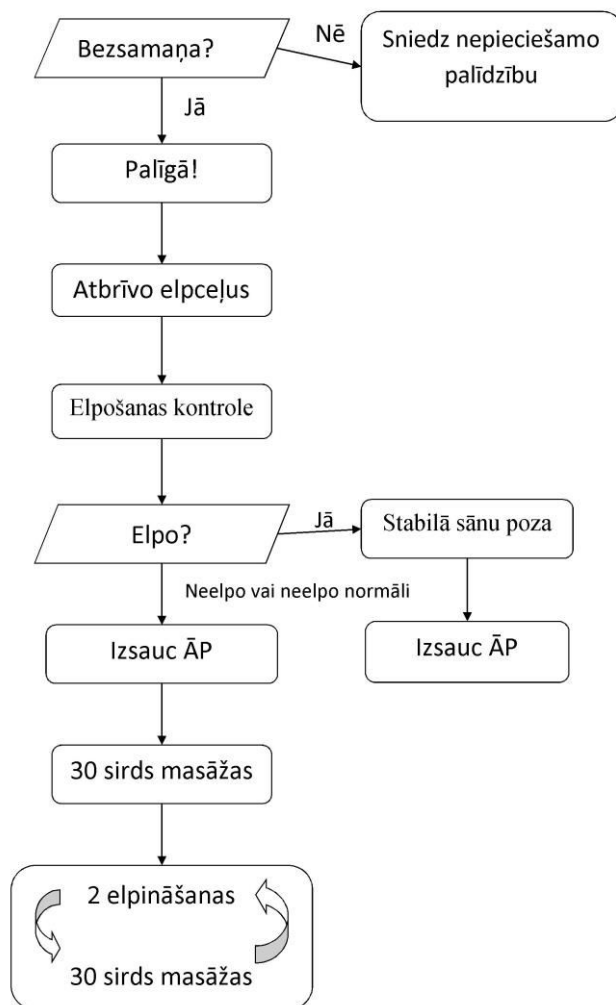 Bezsamaņa?
Nē
Sniedz nepieciešamo
palīdzību
Jā
Palīgā!
Atbrīvo elpceļus
Elpošanas kontrole
Elpo?
Jā
Stabilā sānu poza
Neelpo vai neelpo normāli
Izsauc ĀP
Izsauc ĀP
30 sirds masāžas
2 elpināšanas
30 sirds masāžas